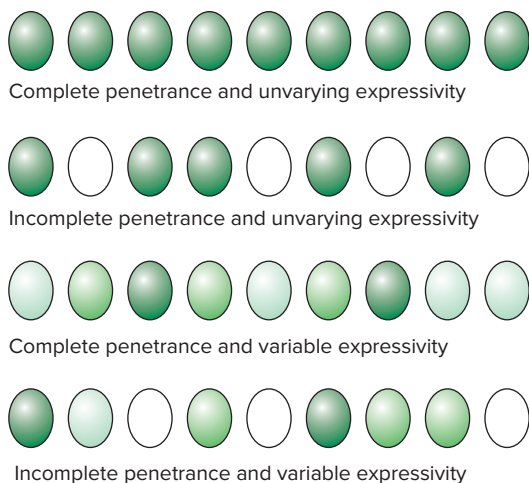 Complete penetrance and unvarying expressivity
Incomplete penetrance and unvarying expressivity
Complete penetrance and variable expressivity
Incomplete penetrance and variable expressivity